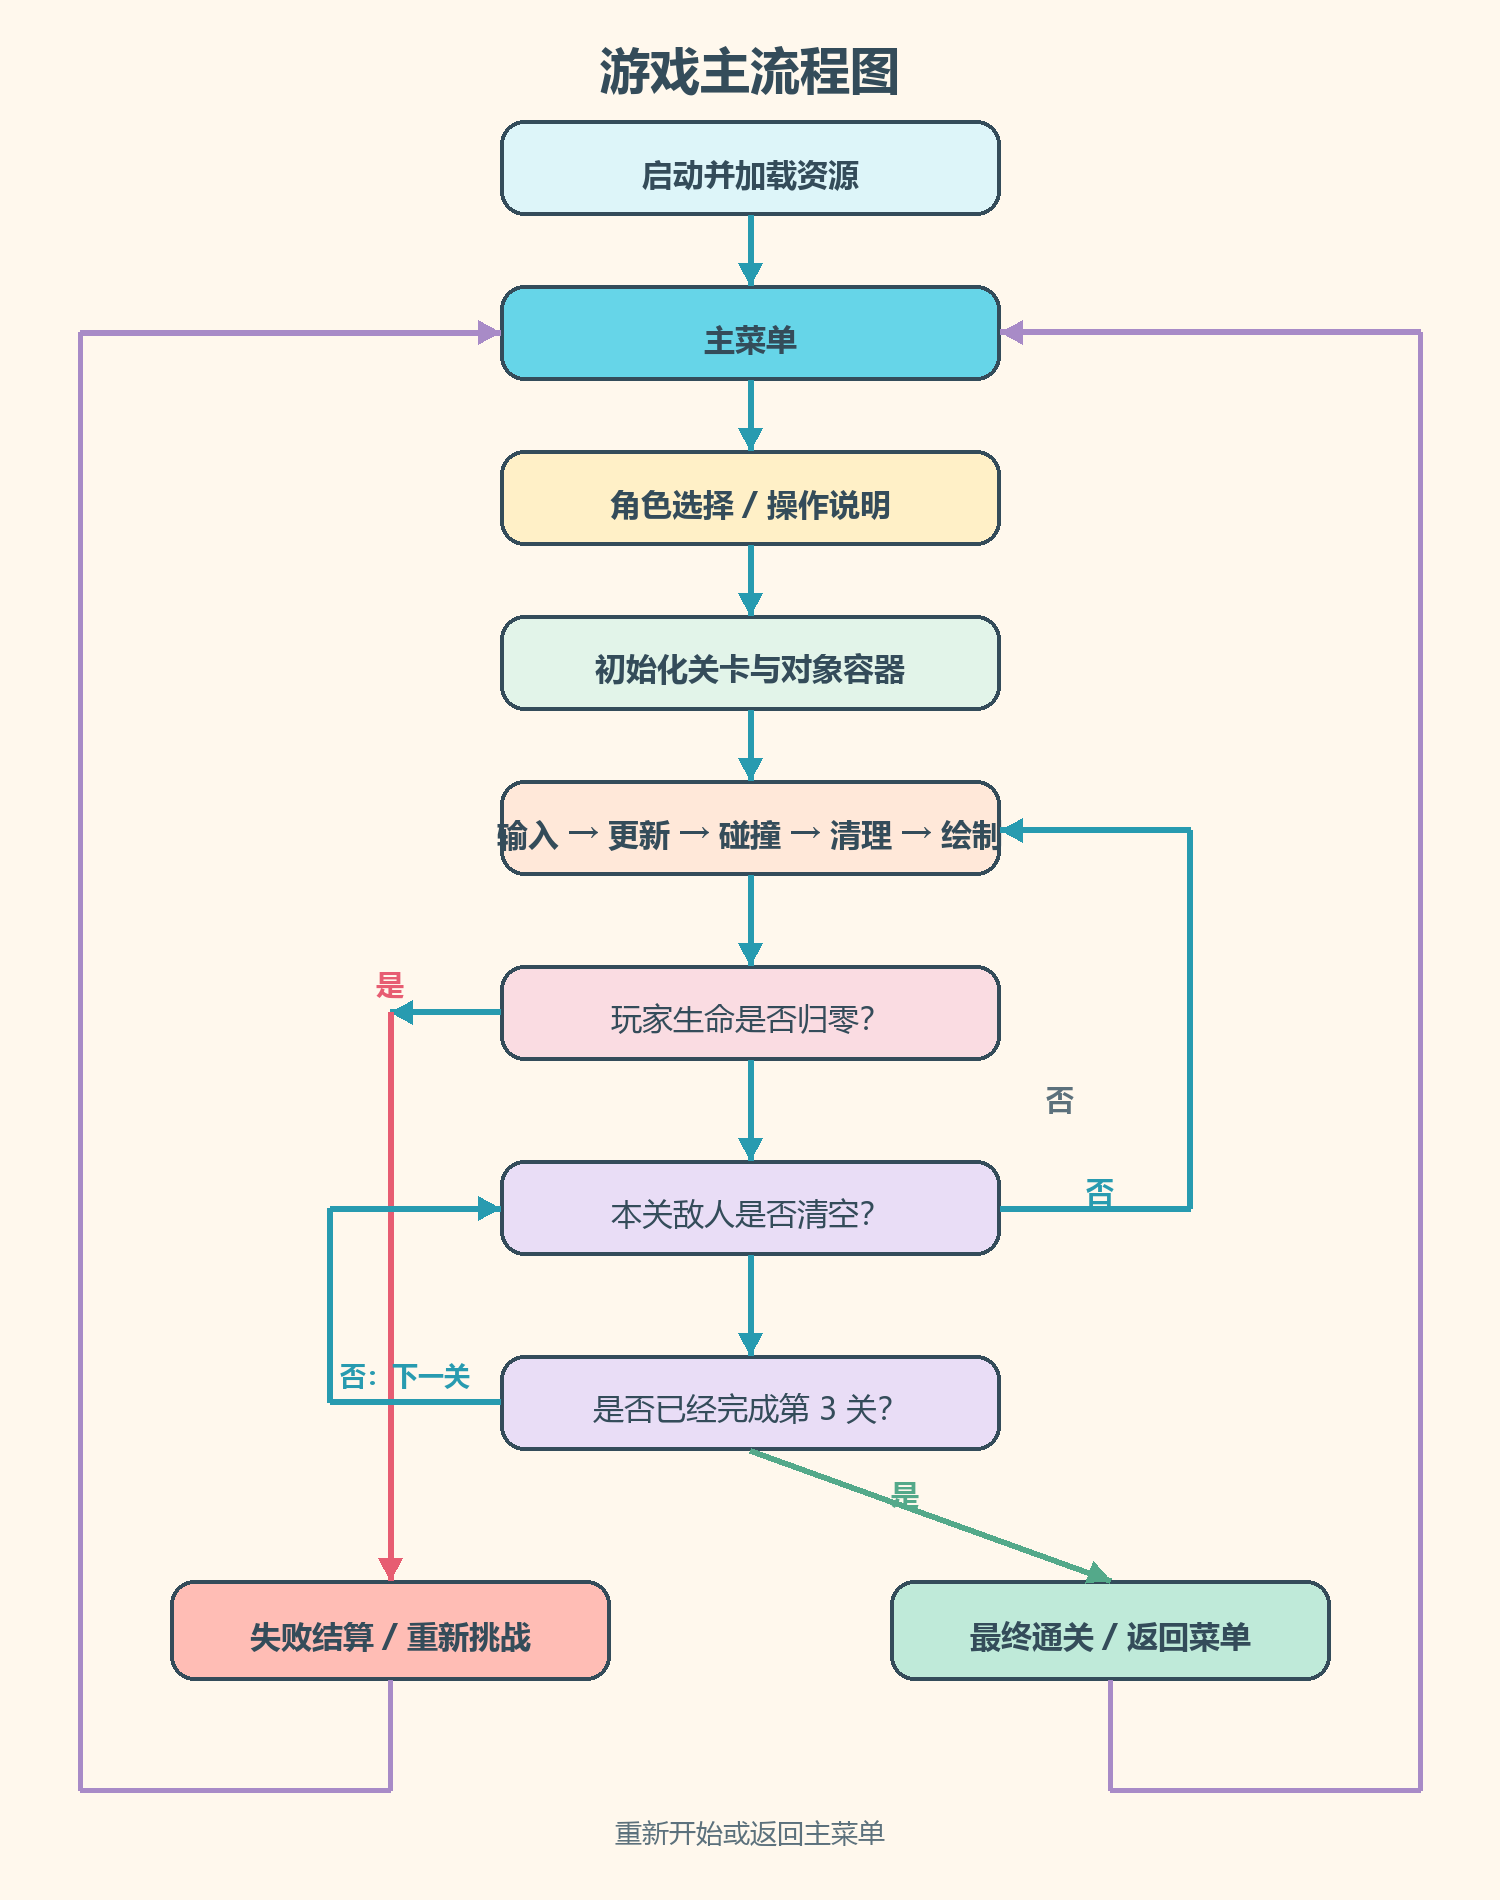 游戏主流程图
启动并加载资源
主菜单
角色选择 / 操作说明
初始化关卡与对象容器
输入 → 更新 → 碰撞 → 清理 → 绘制
是
玩家生命是否归零？
否
否
本关敌人是否清空？
否：下一关
是否已经完成第 3 关？
是
失败结算 / 重新挑战
最终通关 / 返回菜单
重新开始或返回主菜单